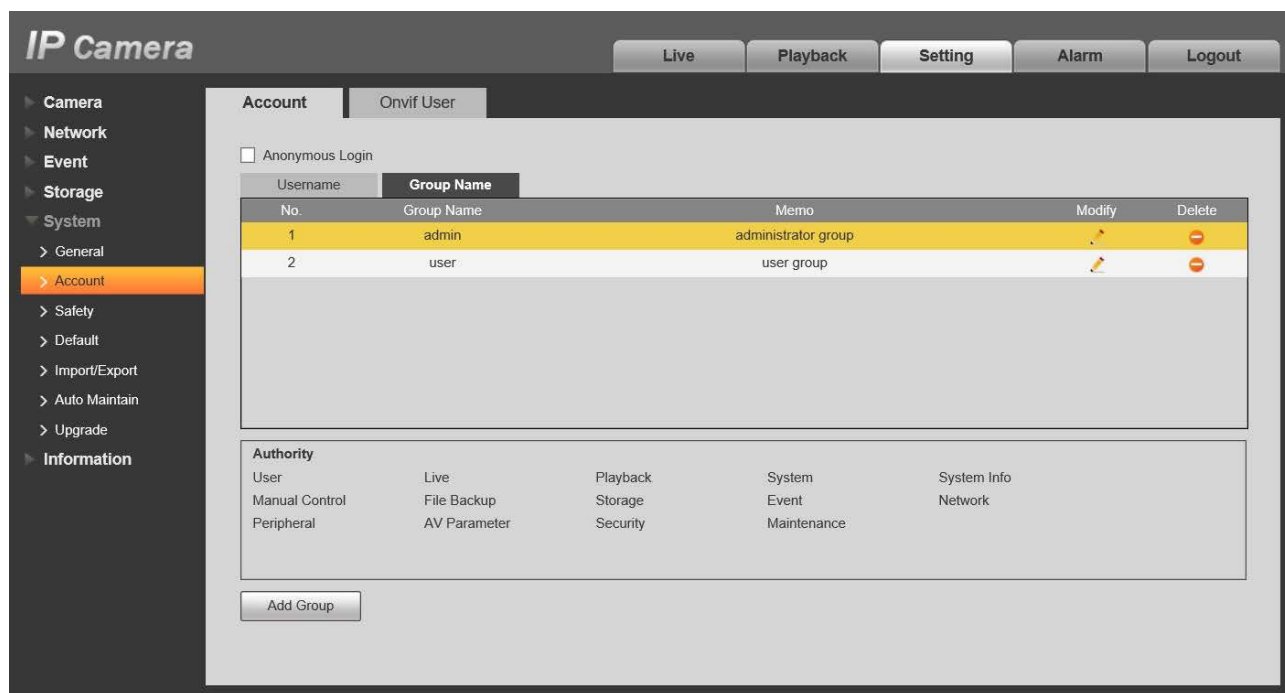 IP Camera
Live Playback Setting Alarm Logout
Camera
Network
Event
Storage
System
General
Account
Safety
Default
Import/Export
Auto Maintain
Upgrade
Information
Account Onvif User
Anonymous Login
Username Group Name
No. Group Name Memo Modify Delete
1 admin administrator group
2 user user group
Authority
User Live Playback System System Info
Manual Control File Backup Storage Event Network
Peripheral AV Parameter Security Maintenance
Add Group